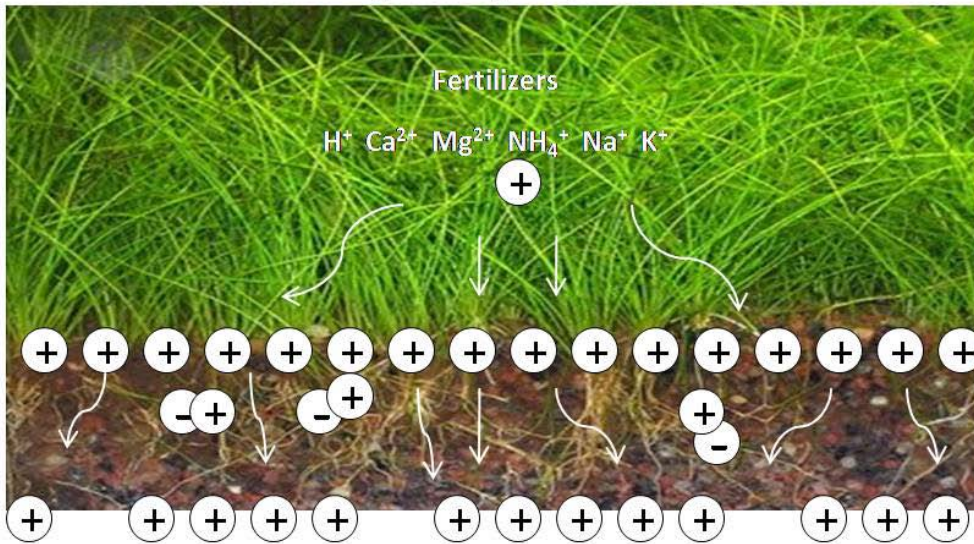 Fertilizers
H⁺ Ca²⁺ Mg²⁺ NH₄⁺ Na⁺ K⁺
+
+ + + + + + + + + + + + + + + +
- + - + + -
+ + + + + + + + + + + + +